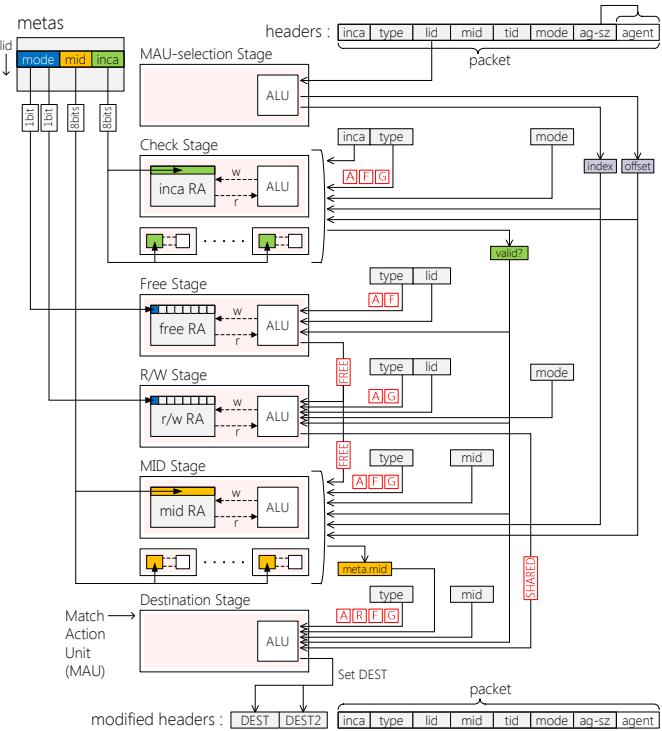 metas
headers : inca type lid mid tid mode ag-sz agent
packet
lid
mode mid inca
1bit 1bit 8bits 8bits
MAU-selection Stage
ALU
Check Stage
inca type
mode
index offset
A F G
inca RA
w
r
ALU
valid?
Free Stage
type lid
A F
free RA
w
r
ALU
FREE
R/W Stage
type lid
mode
A G
r/w RA
w
r
ALU
FREE
MID Stage
type
mid
A F G
mid RA
w
r
ALU
meta.mid
SHARED
Destination Stage
type
mid
A R F G
Match
Action
Unit
(MAU)
ALU
Set DEST
packet
modified headers : DEST DEST2 inca type lid mid tid mode ag-sz agent